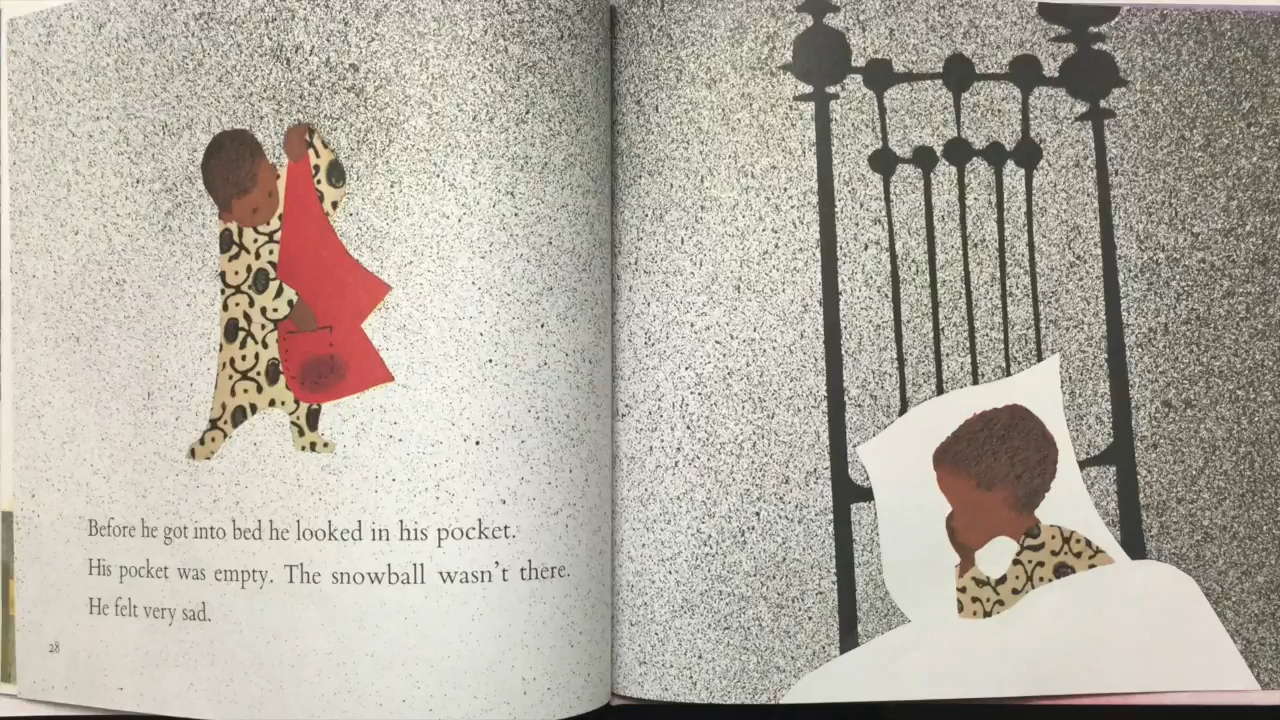 Before he got into bed he looked in his pocket.
His pocket was empty. The snowball wasn't there.
He felt very sad.
28